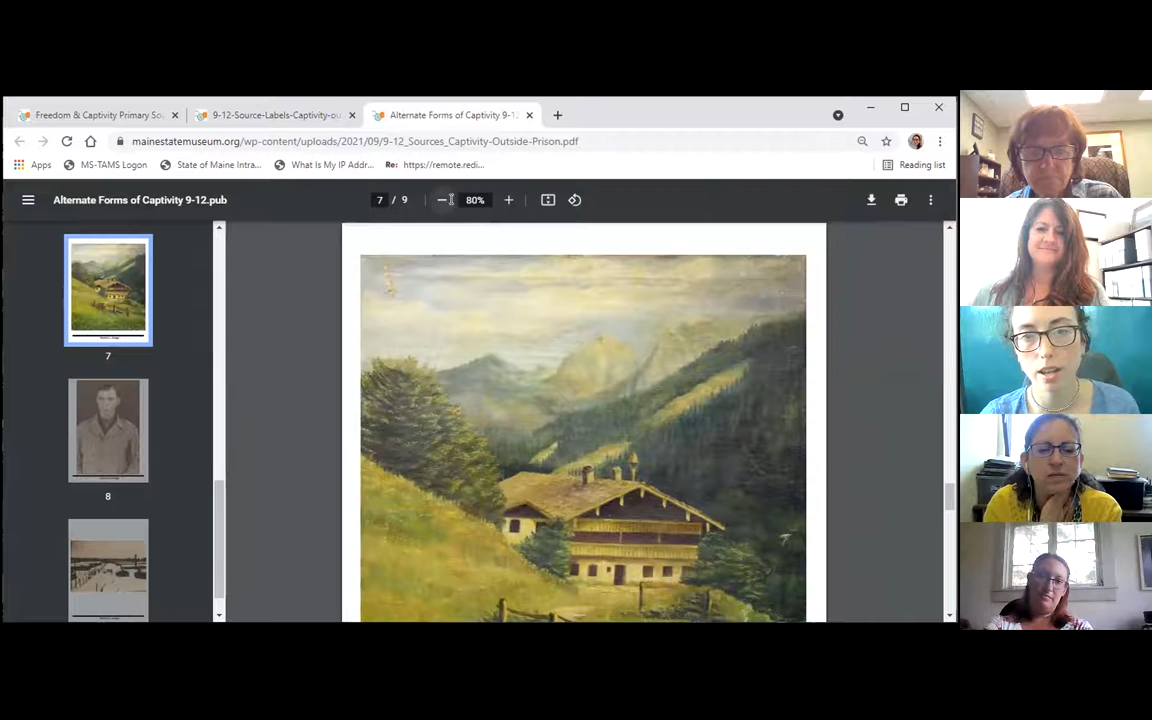 Freedom & Captivity Primary So
9-12-Source-Labels-Captivity-ou
Alternate Forms of Captivity 9-12.
mainestatemuseum.org/wp-content/uploads/2021/09/9-12_Sources_Captivity-Outside-Prison.pdf
Apps
MS-TAMS Logon
State of Maine Intra...
What Is My IP Addr...
Re:
https://remote.redi...
Reading list
Alternate Forms of Captivity 9-12.pub
7 / 9
80%
7
8